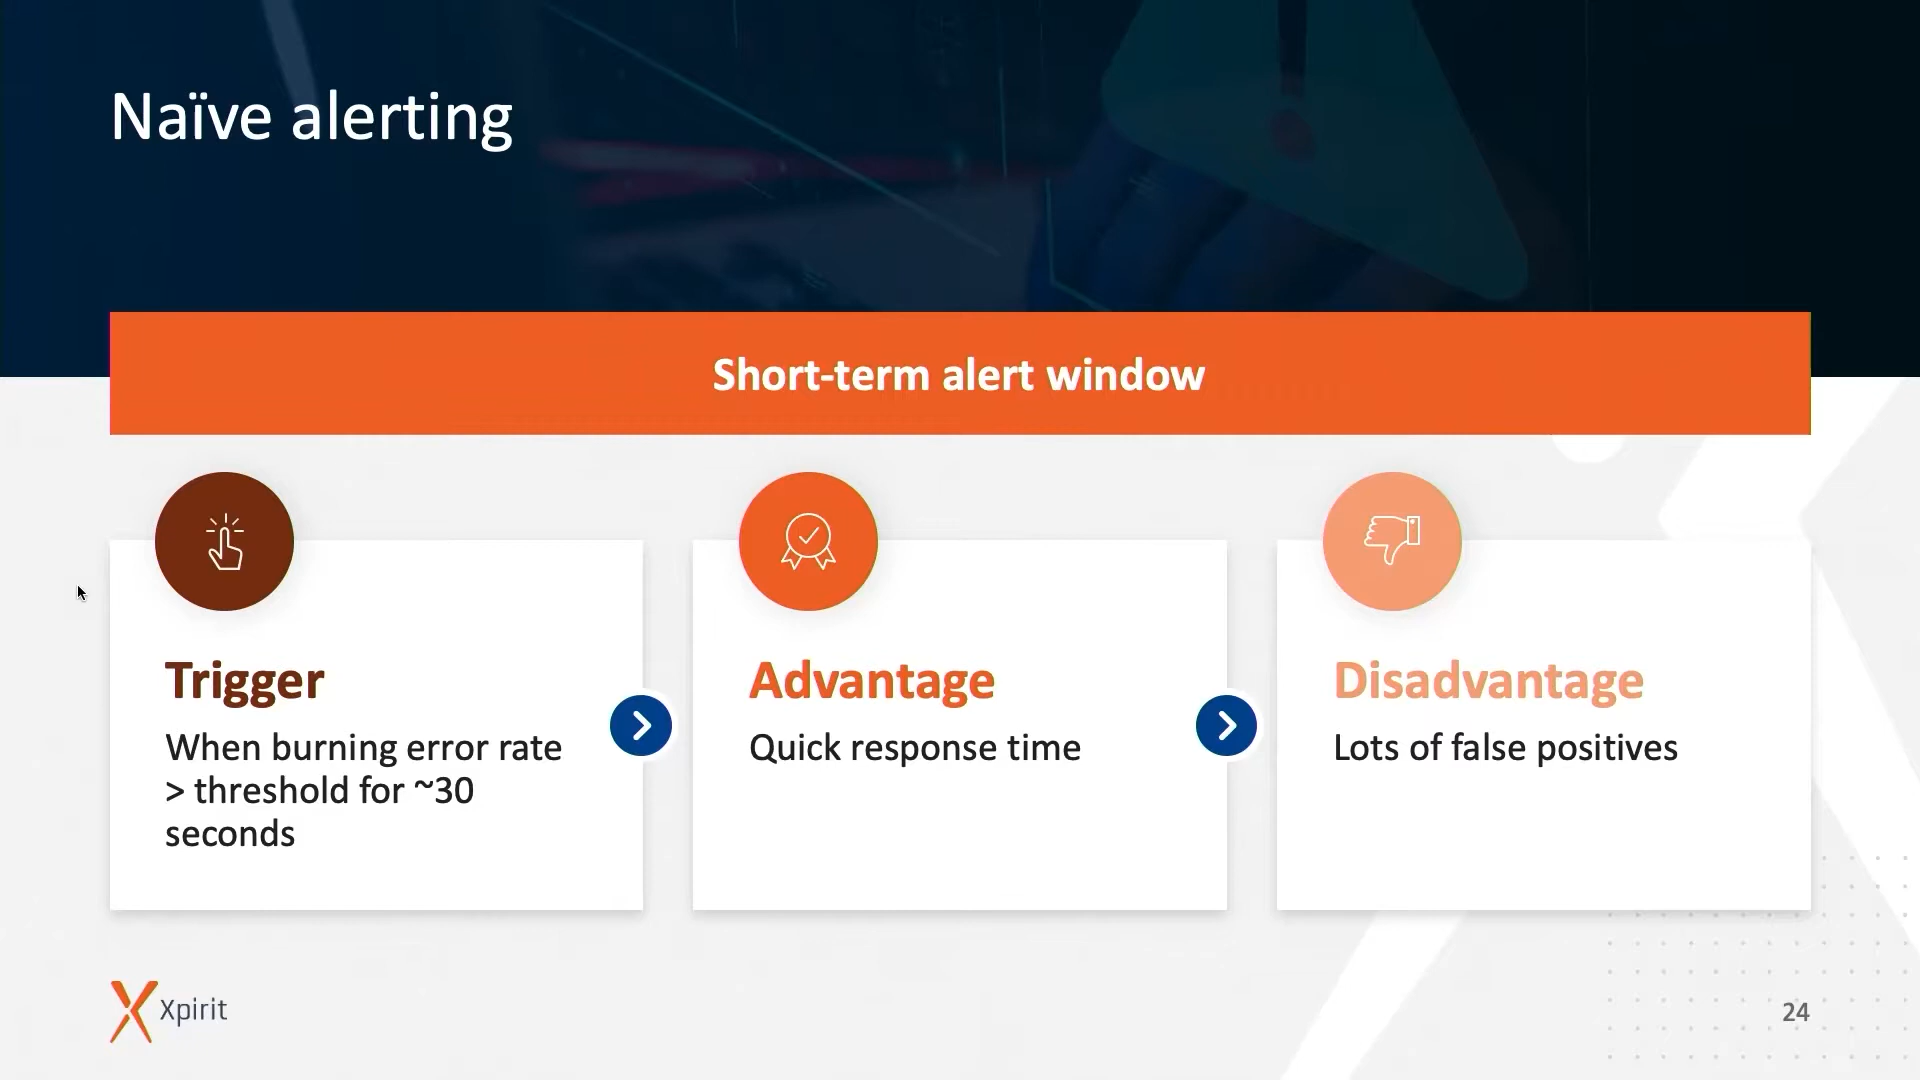 Naïve alerting
Short-term alert window
Trigger
When burning error rate
> threshold for ~30
seconds
Advantage
Quick response time
Disadvantage
Lots of false positives
Xpirit
24